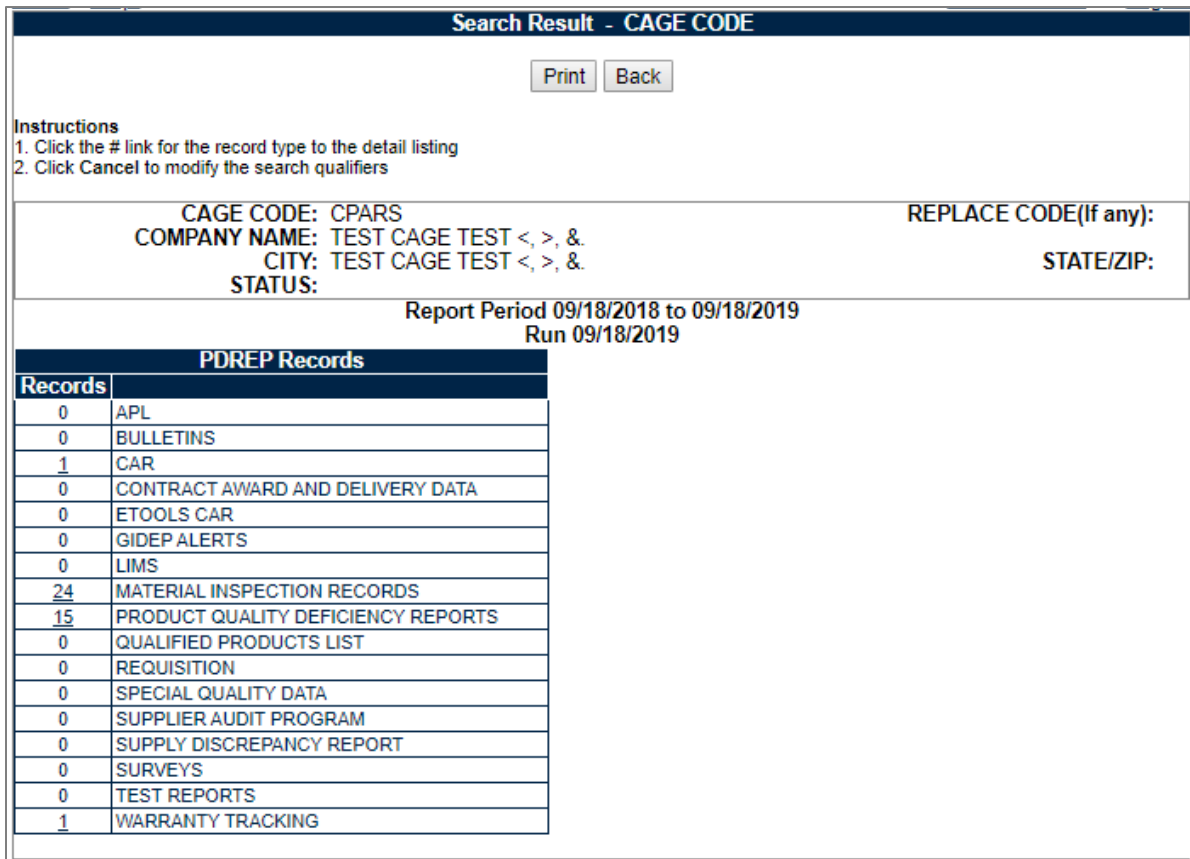 Search Result - CAGE CODE
Print Back
Instructions
1. Click the # link for the record type to the detail listing
2. Click Cancel to modify the search qualifiers
CAGE CODE: CPARS REPLACE CODE(If any):
COMPANY NAME: TEST CAGE TEST <, >, &.
CITY: TEST CAGE TEST <, >, &. STATE/ZIP:
STATUS:
Report Period 09/18/2018 to 09/18/2019
Run 09/18/2019
PDREP Records
Records
0 APL
0 BULLETINS
1 CAR
0 CONTRACT AWARD AND DELIVERY DATA
0 ETOOLS CAR
0 GIDEP ALERTS
0 LIMS
24 MATERIAL INSPECTION RECORDS
15 PRODUCT QUALITY DEFICIENCY REPORTS
0 QUALIFIED PRODUCTS LIST
0 REQUISITION
0 SPECIAL QUALITY DATA
0 SUPPLIER AUDIT PROGRAM
0 SUPPLY DISCREPANCY REPORT
0 SURVEYS
0 TEST REPORTS
1 WARRANTY TRACKING